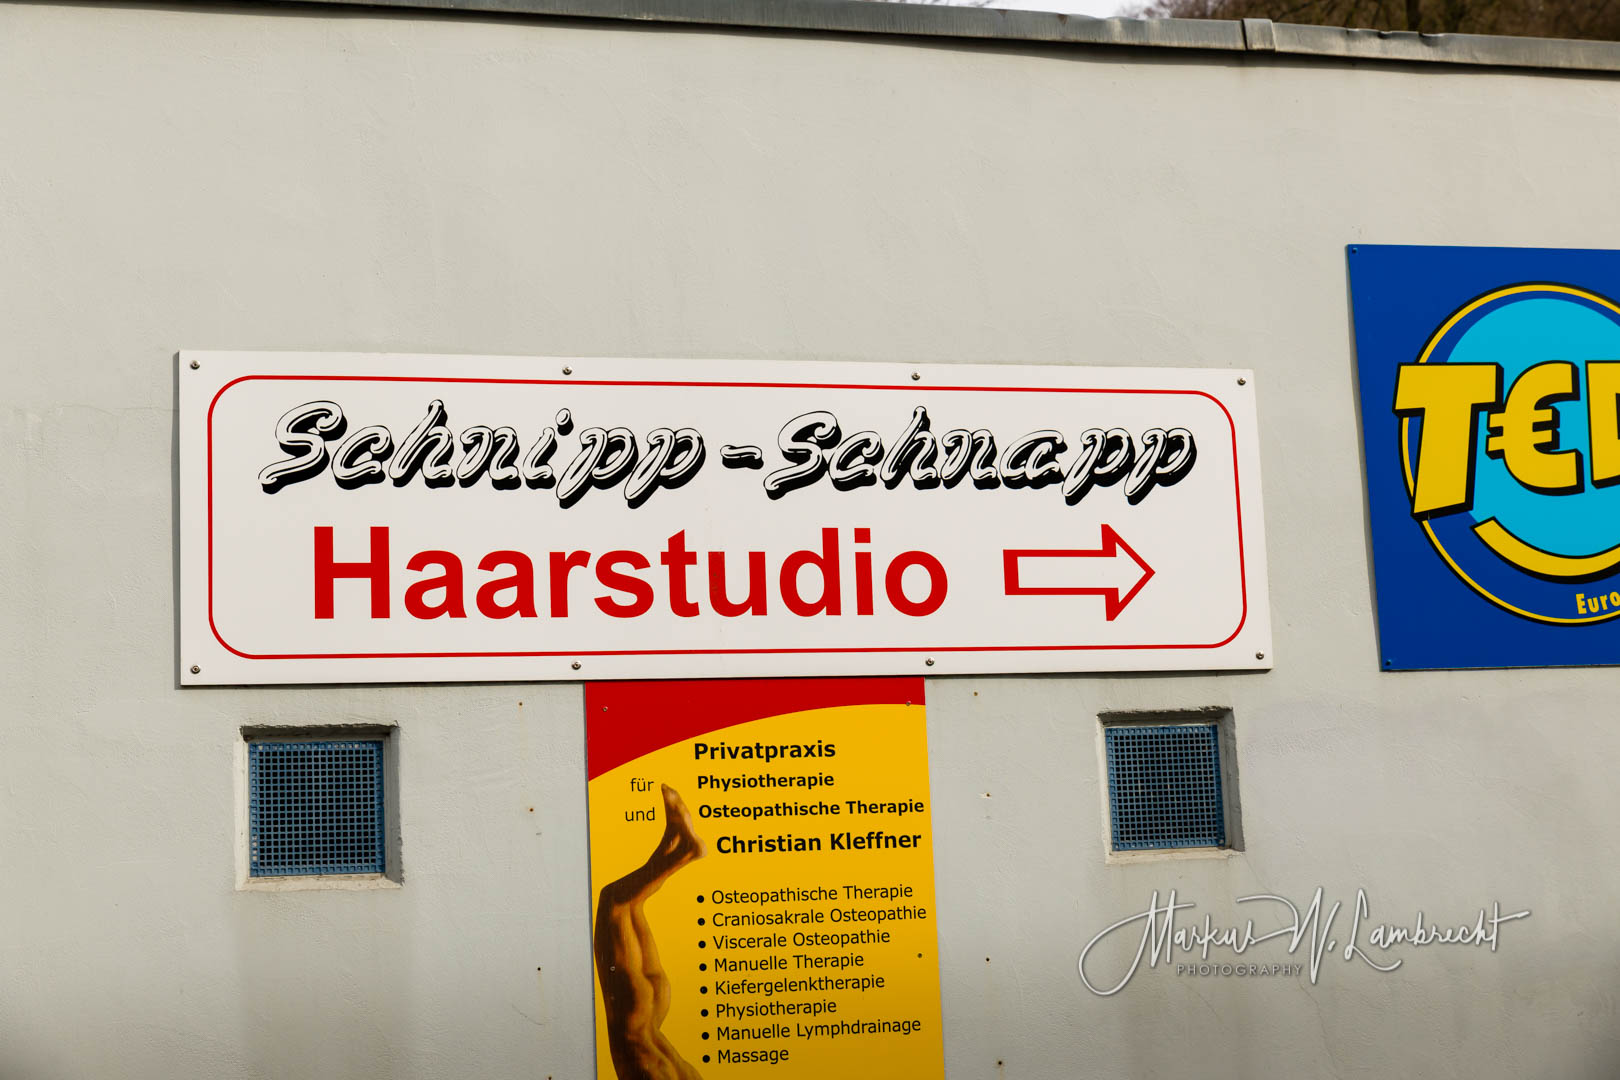 Schnipp-Schnapp
Haarstudio
Privatpraxis
für Physiotherapie
und Osteopathische Therapie
Christian Kleffner
• Osteopathische Therapie
• Craniosakrale Osteopathie
• Viscerale Osteopathie
• Manuelle Therapie
• Kiefergelenktherapie
• Physiotherapie
• Manuelle Lymphdrainage
• Massage
T€D
Euro
Markus W. Lambrecht
PHOTOGRAPHY